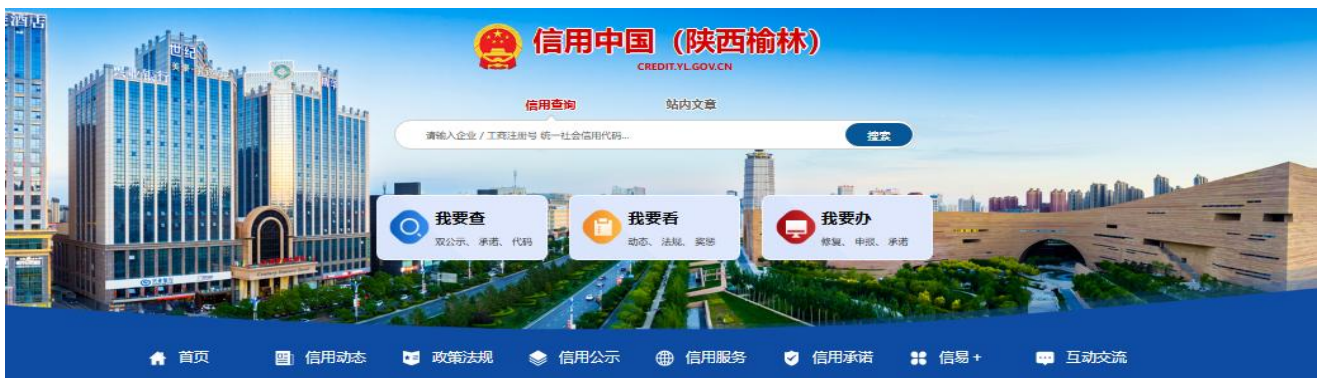 信用中国（陕西榆林）
CREDIT.YL.GOV.CN
信用查询 站内文章
请输入企业 / 工商注册号 统一社会信用代码... 搜索
我要查 我要看 我要办
双公示、承诺、代码 动态、法规、奖惩 修复、申报、承诺
首页 信用动态 政策法规 信用公示 信用服务 信用承诺 信易+ 互动交流